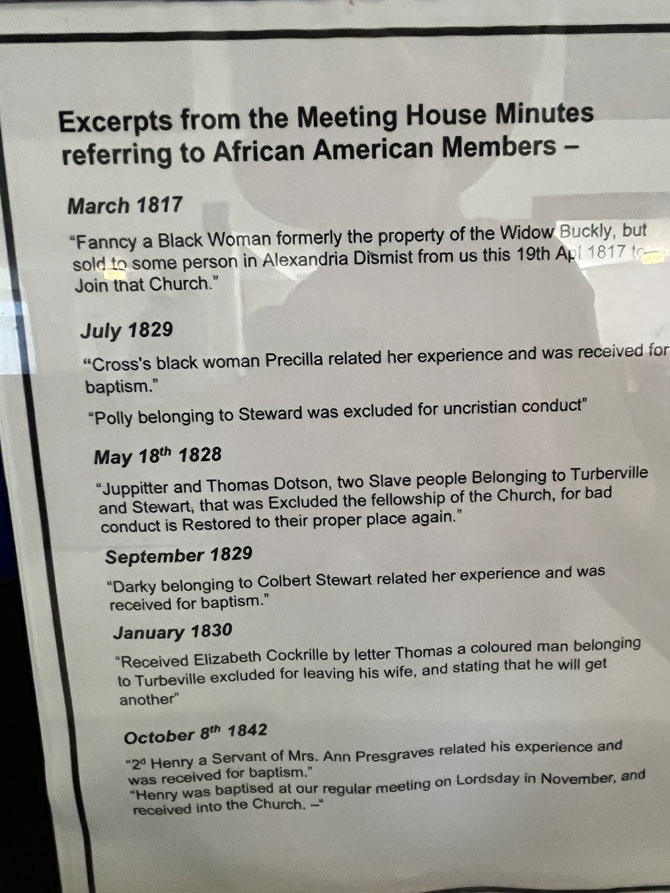 Excerpts from the Meeting House Minutes
referring to African American Members –
March 1817
“Fanncy a Black Woman formerly the property of the Widow Buckly, but
sold to some person in Alexandria Dismist from us this 19th Apl 1817 to
Join that Church.”
July 1829
“Cross's black woman Precilla related her experience and was received for
baptism.”
“Polly belonging to Steward was excluded for uncristian conduct”
May 18th 1828
“Juppitter and Thomas Dotson, two Slave people Belonging to Turberville
and Stewart, that was Excluded the fellowship of the Church, for bad
conduct is Restored to their proper place again.”
September 1829
“Darky belonging to Colbert Stewart related her experience and was
received for baptism.”
January 1830
“Received Elizabeth Cockrille by letter Thomas a coloured man belonging
to Turbeville excluded for leaving his wife, and stating that he will get
another”
October 8th 1842
“2d Henry a Servant of Mrs. Ann Presgraves related his experience and
was received for baptism.”
“Henry was baptised at our regular meeting on Lordsday in November, and
received into the Church. –“